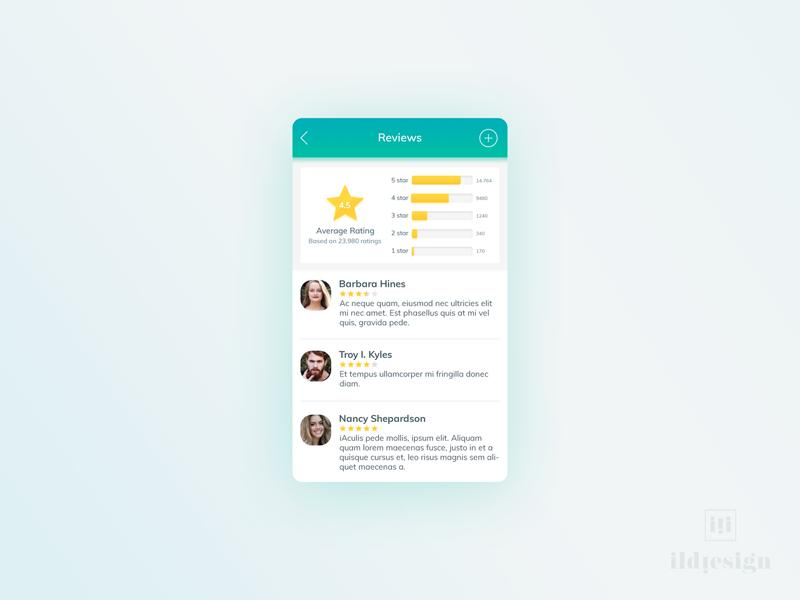 Reviews
4.5
Average Rating
Based on 23,980 ratings
5 star 14.764
4 star 9480
3 star 1240
2 star 340
1 star 170
Barbara Hines
Ac neque quam, eiusmod nec ultricies elit
mi nec amet. Est phasellus quis at mi vel
quis, gravida pede.
Troy I. Kyles
Et tempus ullamcorper mi fringilla donec
diam.
Nancy Shepardson
iAculis pede mollis, ipsum elit. Aliquam
quam lorem maecenas fusce, justo in et a
quisque cursus et, leo risus magnis sem ali-
quet maecenas a.
ildiesign